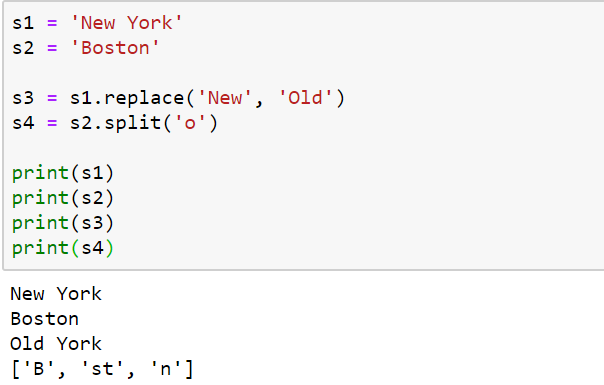 s1 = 'New York'
s2 = 'Boston'
s3 = s1.replace('New', 'Old')
s4 = s2.split('o')
print(s1)
print(s2)
print(s3)
print(s4)
New York
Boston
Old York
['B', 'st', 'n']